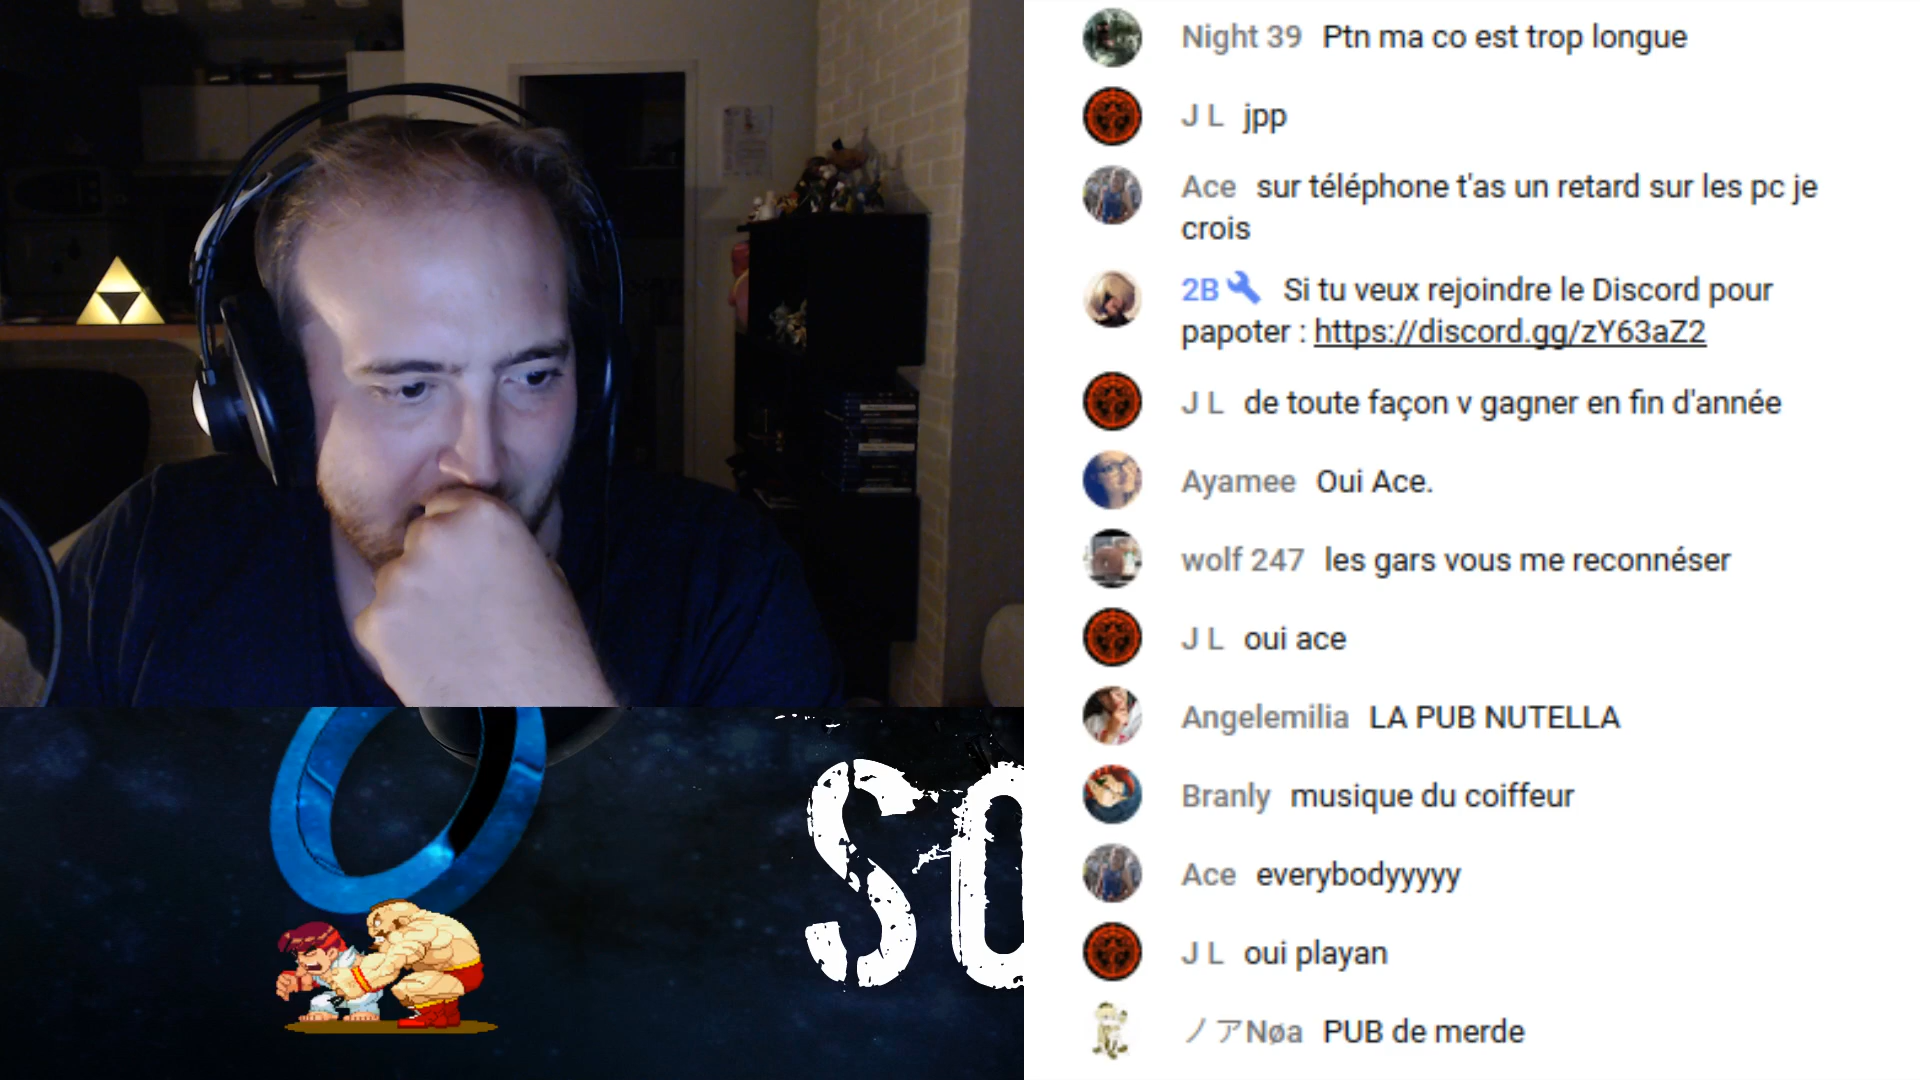 Night 39 Ptn ma co est trop longue
J L jpp
Ace sur téléphone t'as un retard sur les pc je
crois
2B Si tu veux rejoindre le Discord pour
papoter : https://discord.gg/zY63aZ2
J L de toute façon v gagner en fin d'année
Ayamee Oui Ace.
wolf 247 les gars vous me reconnéser
J L oui ace
Angelemilia LA PUB NUTELLA
Branly musique du coiffeur
Ace everybodyyyyy
J L oui playan
ノアNøa PUB de merde
SO